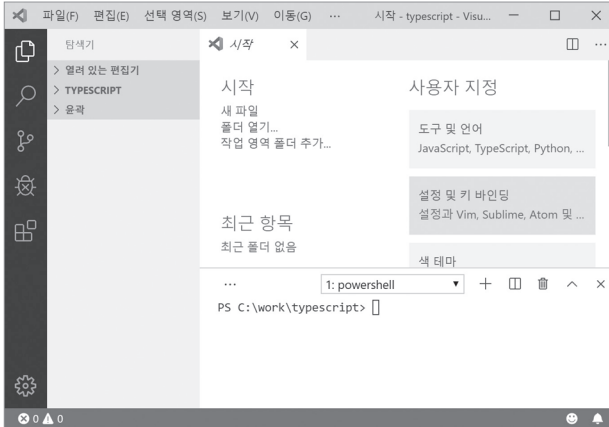 파일(F) 편집(E) 선택 영역(S) 보기(V) 이동(G) ··· 시작 - typescript - Visu...
탐색기
시작
> 열려 있는 편집기
> TYPESCRIPT
> 윤곽
시작
새 파일
폴더 열기...
작업 영역 폴더 추가...
최근 항목
최근 폴더 없음
사용자 지정
도구 및 언어
JavaScript, TypeScript, Python, ...
설정 및 키 바인딩
설정과 Vim, Sublime, Atom 및 ...
색 테마
··· 1: powershell
PS C:\work\typescript>
0 0